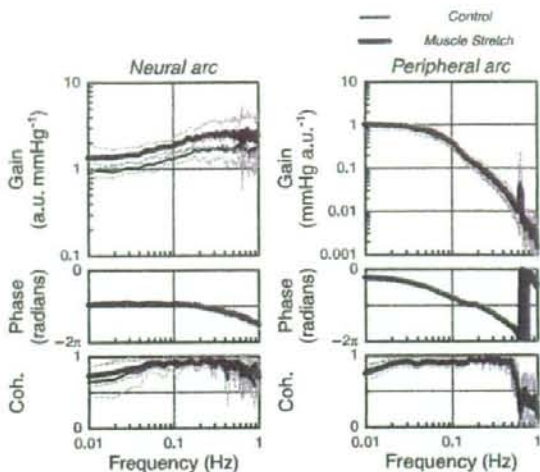 Control
Muscle Stretch
Neural arc
Peripheral arc
Gain
(a.u. mmHg⁻¹)
10
1
0.1
Gain
(mmHg a.u.⁻¹)
10
1
0.1
0.01
0.001
Phase
(radians)
0
−2π
Phase
(radians)
0
−2π
Coh.
1
0
0.01
0.1
1
Frequency (Hz)
Coh.
1
0
0.01
0.1
1
Frequency (Hz)